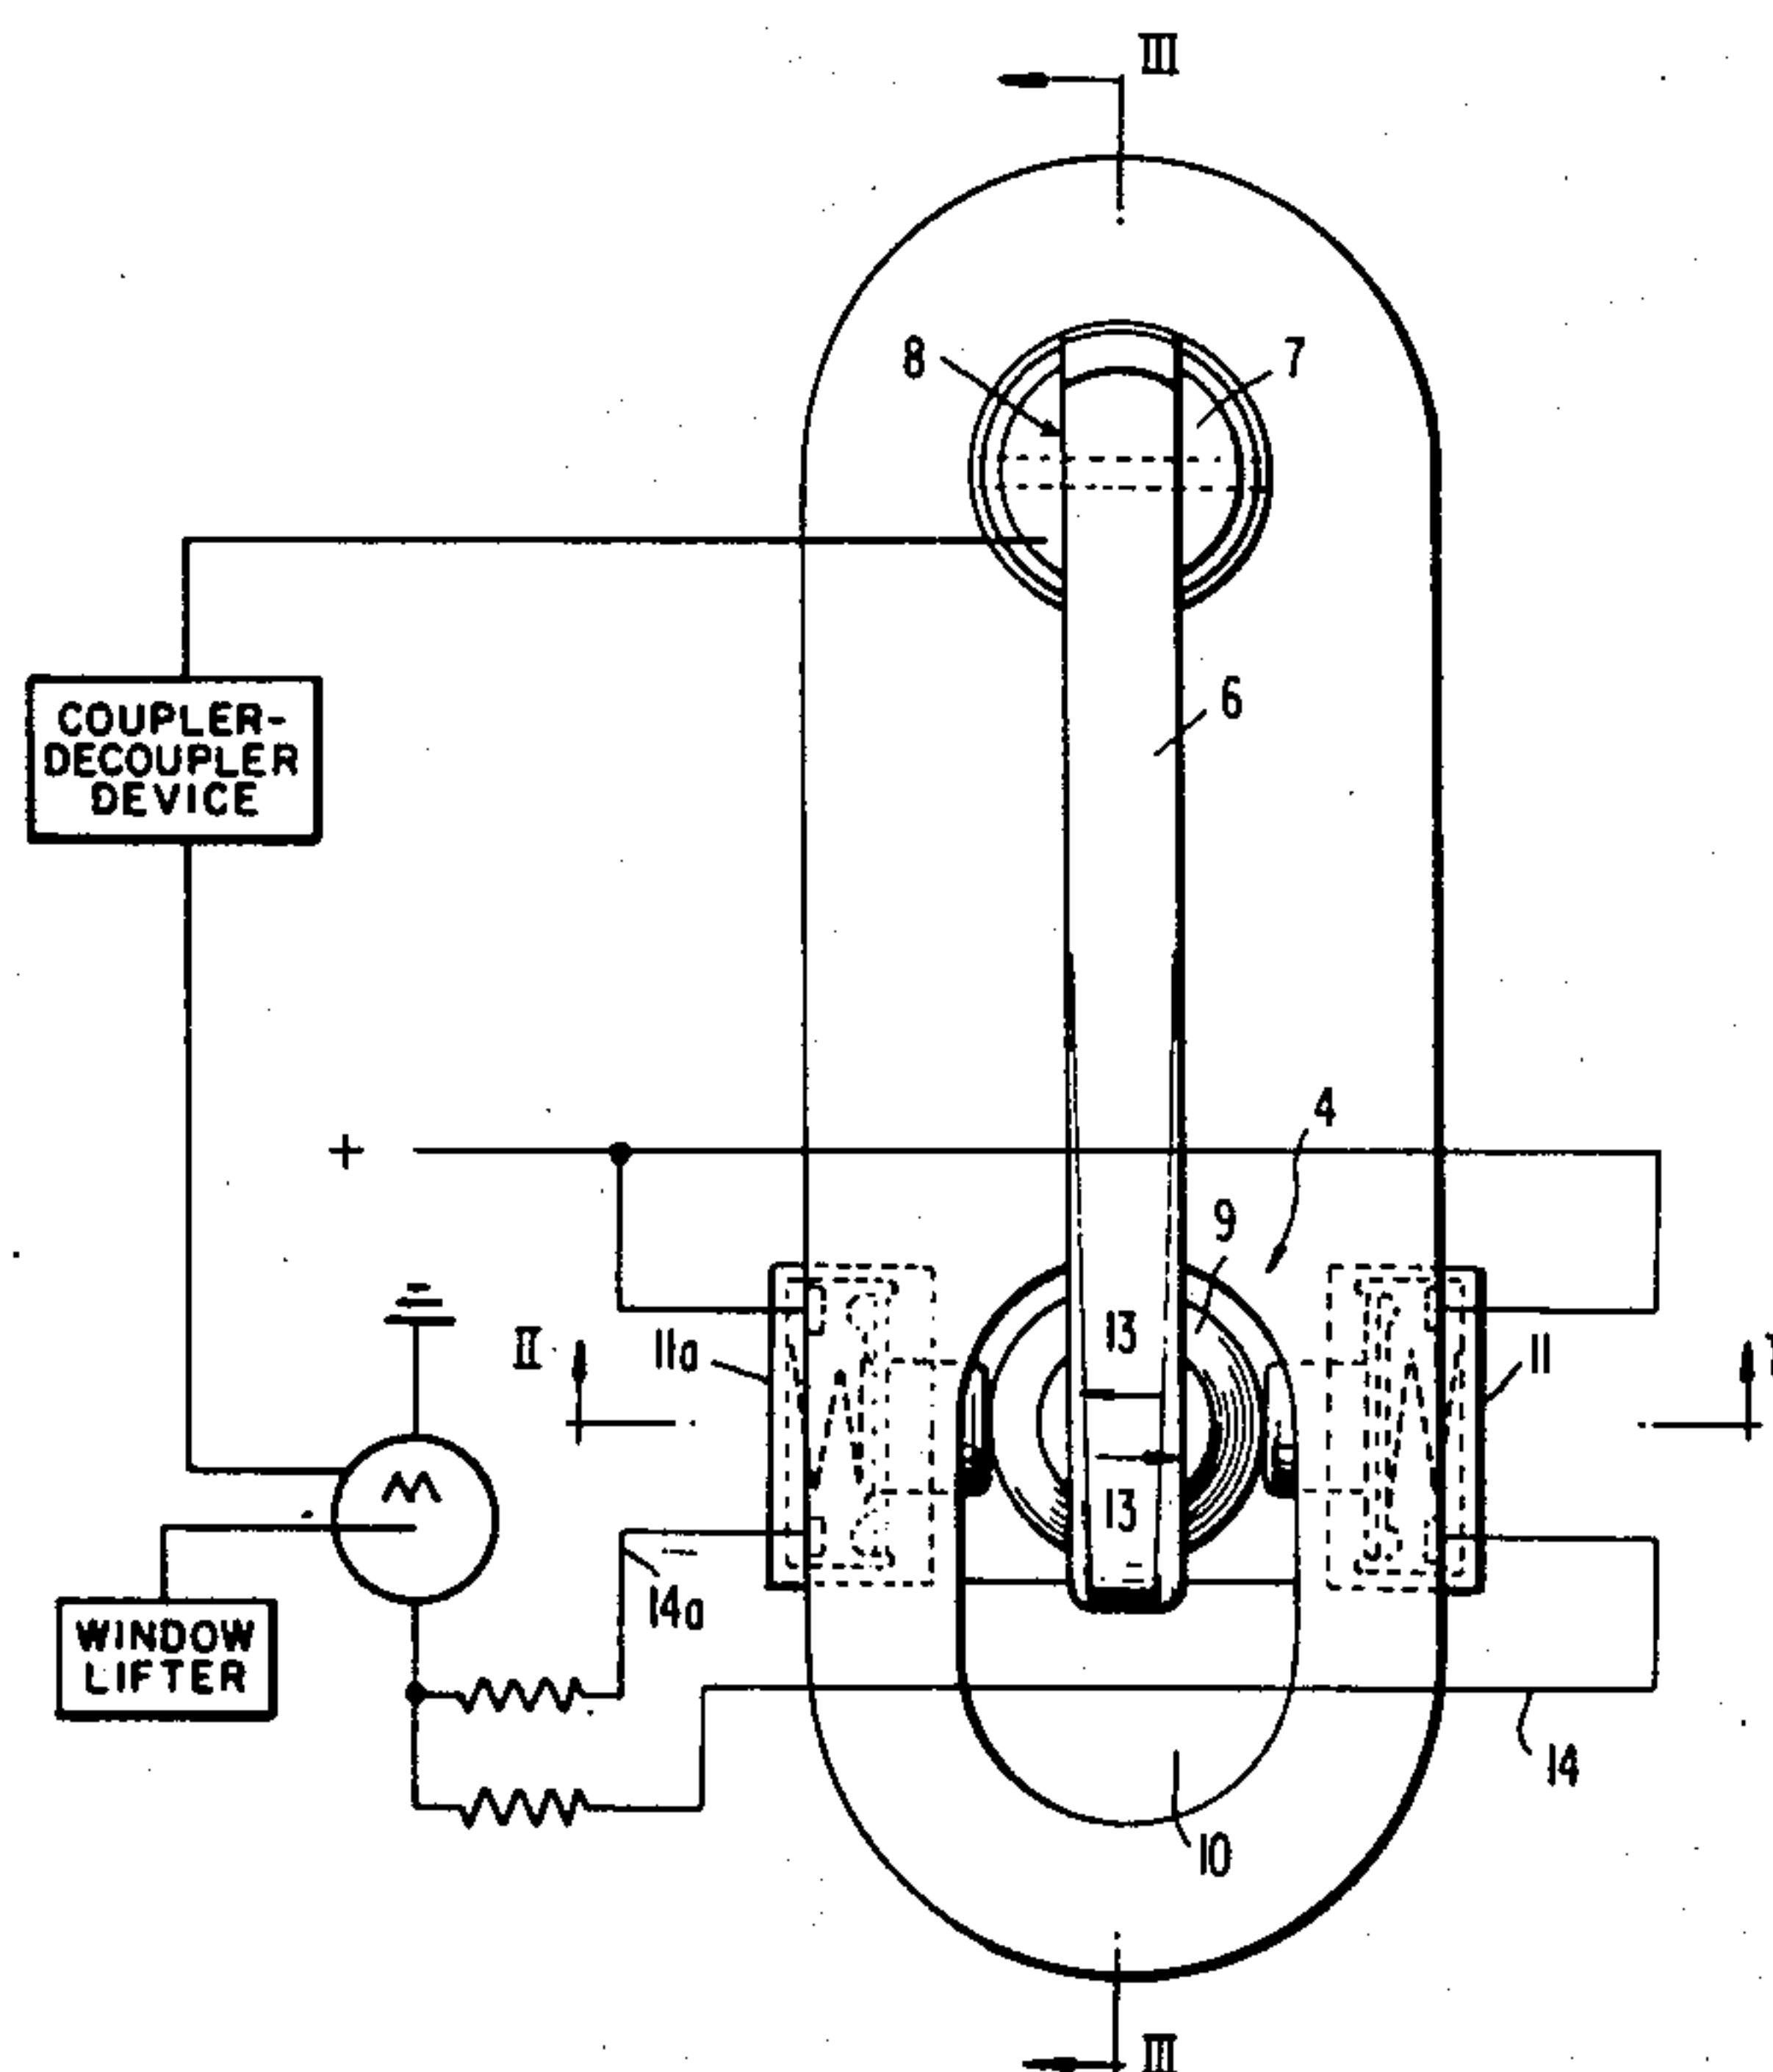 III
8
7
6
COUPLER-
DECOUPLER
DEVICE
4
+
9
13
II
11a
11
13
14a
WINDOW
LIFTER
14
10
III